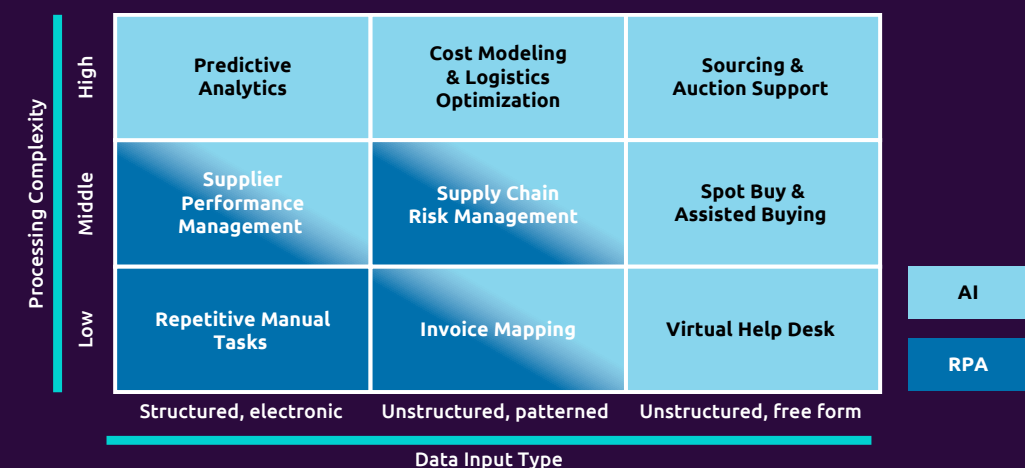 Processing Complexity
High
Predictive
Analytics
Cost Modeling
& Logistics
Optimization
Sourcing &
Auction Support
Middle
Supplier
Performance
Management
Supply Chain
Risk Management
Spot Buy &
Assisted Buying
Low
Repetitive Manual
Tasks
Invoice Mapping
Virtual Help Desk
AI
RPA
Structured, electronic
Unstructured, patterned
Unstructured, free form
Data Input Type